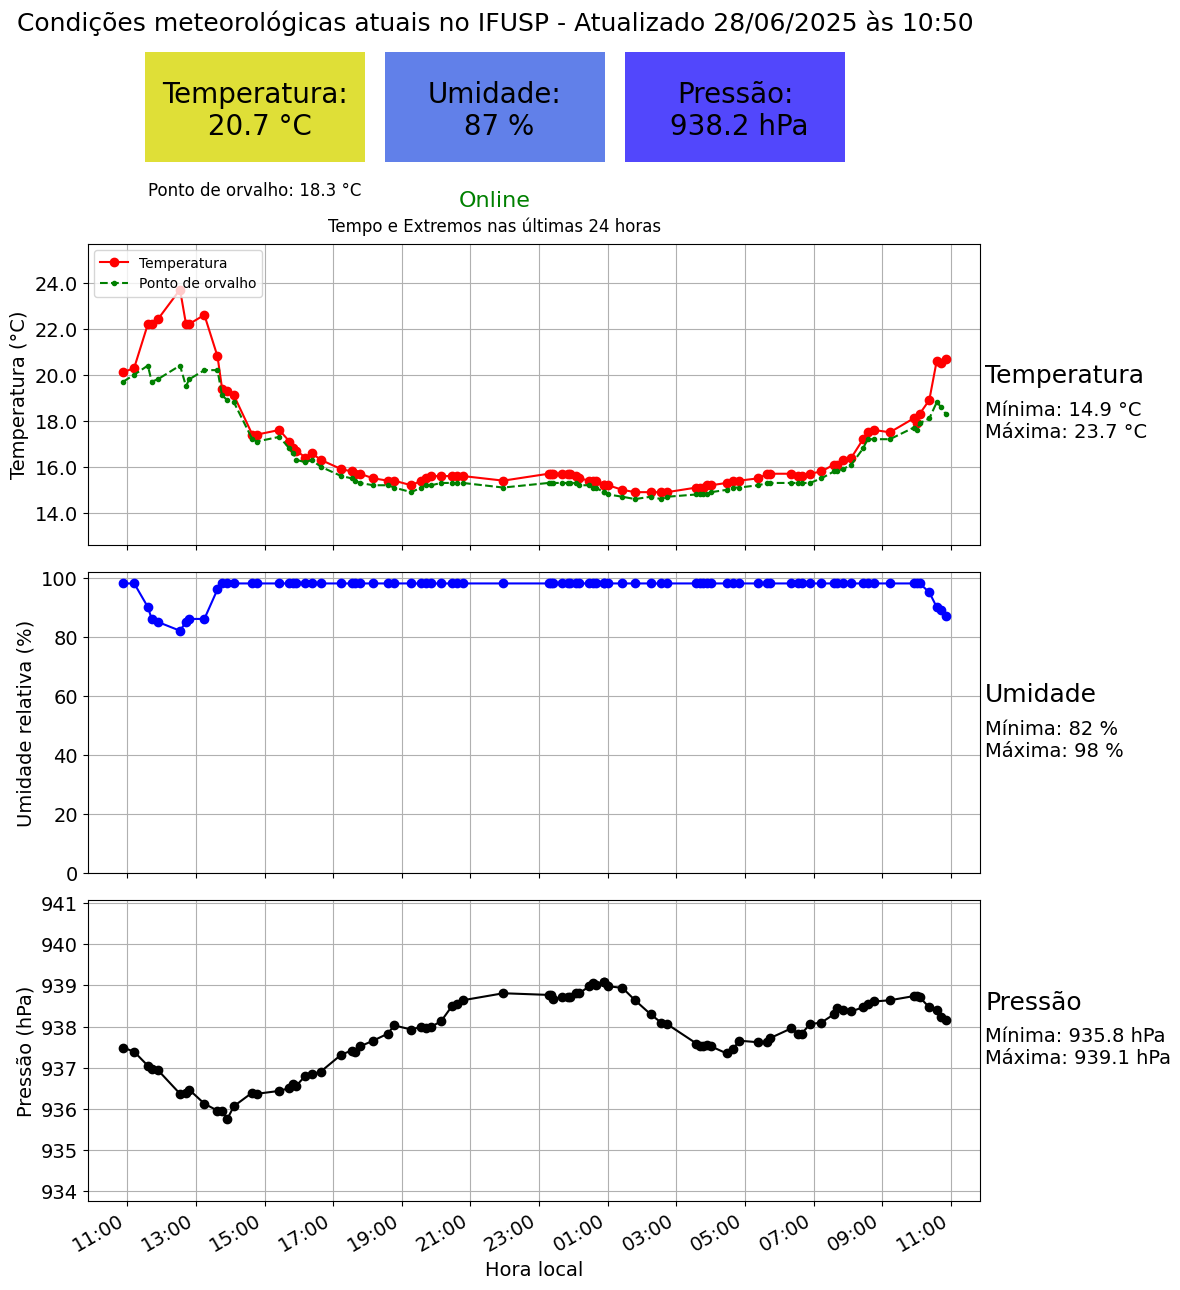 Condições meteorológicas atuais no IFUSP - Atualizado 28/06/2025 às 10:50
Temperatura:
20.7 °C
Umidade:
87 %
Pressão:
938.2 hPa
Ponto de orvalho: 18.3 °C
Online
Tempo e Extremos nas últimas 24 horas
Temperatura
Ponto de orvalho
Temperatura (°C)
24.0
22.0
20.0
18.0
16.0
14.0
Temperatura
Mínima: 14.9 °C
Máxima: 23.7 °C
Umidade relativa (%)
100
80
60
40
20
0
Umidade
Mínima: 82 %
Máxima: 98 %
Pressão (hPa)
941
940
939
938
937
936
935
934
Pressão
Mínima: 935.8 hPa
Máxima: 939.1 hPa
11:00
13:00
15:00
17:00
19:00
21:00
23:00
01:00
03:00
05:00
07:00
09:00
11:00
Hora local